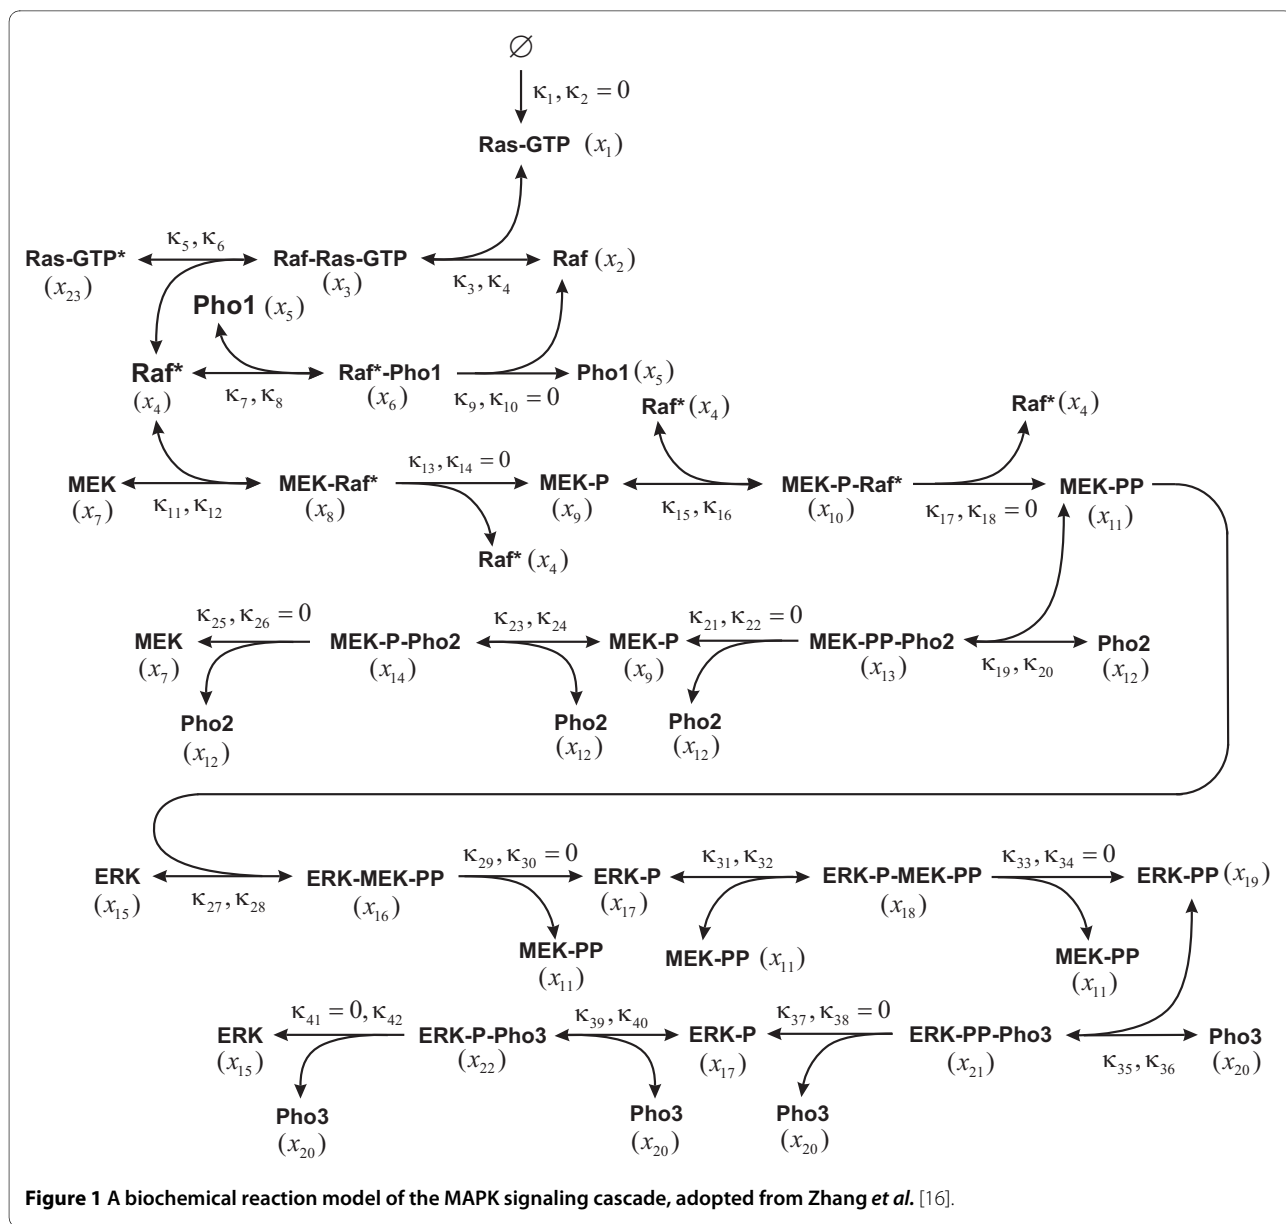 ∅
κ₁, κ₂ = 0
Ras-GTP (x₁)
κ₅, κ₆
Ras-GTP* Raf-Ras-GTP Raf (x₂)
(x₂₃) (x₃) κ₃, κ₄
Pho1 (x₅)
Raf* Raf*-Pho1 Pho1 (x₅)
(x₄) κ₇, κ₈ (x₆) κ₉, κ₁₀ = 0
Raf* (x₄) Raf* (x₄)
κ₁₃, κ₁₄ = 0
MEK MEK-Raf* MEK-P MEK-P-Raf* MEK-PP
(x₇) κ₁₁, κ₁₂ (x₈) (x₉) κ₁₅, κ₁₆ (x₁₀) κ₁₇, κ₁₈ = 0 (x₁₁)
Raf* (x₄)
κ₂₅, κ₂₆ = 0 κ₂₃, κ₂₄ κ₂₁, κ₂₂ = 0
MEK MEK-P-Pho2 MEK-P MEK-PP-Pho2 Pho2
(x₇) (x₁₄) (x₉) (x₁₃) κ₁₉, κ₂₀ (x₁₂)
Pho2 Pho2 Pho2
(x₁₂) (x₁₂) (x₁₂)
κ₂₉, κ₃₀ = 0 κ₃₁, κ₃₂ κ₃₃, κ₃₄ = 0
ERK ERK-MEK-PP ERK-P ERK-P-MEK-PP ERK-PP (x₁₉)
(x₁₅) κ₂₇, κ₂₈ (x₁₆) (x₁₇) (x₁₈)
MEK-PP MEK-PP (x₁₁) MEK-PP
(x₁₁) (x₁₁)
κ₄₁ = 0, κ₄₂ κ₃₉, κ₄₀ κ₃₇, κ₃₈ = 0
ERK ERK-P-Pho3 ERK-P ERK-PP-Pho3 Pho3
(x₁₅) (x₂₂) (x₁₇) (x₂₁) κ₃₅, κ₃₆ (x₂₀)
Pho3 Pho3 Pho3
(x₂₀) (x₂₀) (x₂₀)
Figure 1 A biochemical reaction model of the MAPK signaling cascade, adopted from Zhang et al. [16].